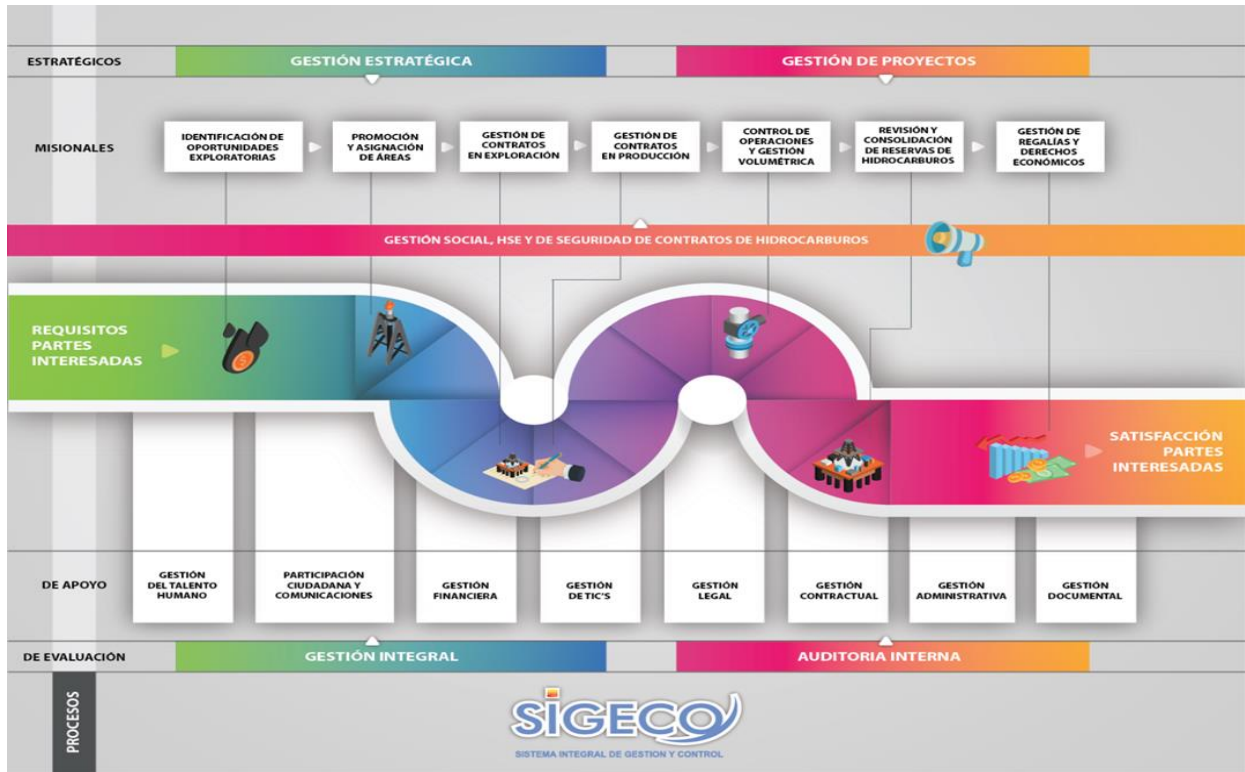 ESTRATÉGICOS
GESTIÓN ESTRATÉGICA
GESTIÓN DE PROYECTOS
MISIONALES
IDENTIFICACIÓN DE
OPORTUNIDADES
EXPLORATORIAS
PROMOCIÓN
Y ASIGNACIÓN
DE ÁREAS
GESTIÓN DE
CONTRATOS
EN EXPLORACIÓN
GESTIÓN DE
CONTRATOS
EN PRODUCCIÓN
CONTROL DE
OPERACIONES
Y GESTIÓN
VOLUMÉTRICA
REVISIÓN Y
CONSOLIDACIÓN
DE RESERVAS DE
HIDROCARBUROS
GESTIÓN DE
REGALÍAS Y
DERECHOS
ECONÓMICOS
GESTIÓN SOCIAL, HSE Y DE SEGURIDAD DE CONTRATOS DE HIDROCARBUROS
REQUISITOS
PARTES
INTERESADAS
$
SATISFACCIÓN
PARTES
INTERESADAS
DE APOYO
GESTIÓN
DEL TALENTO
HUMANO
PARTICIPACIÓN
CIUDADANA Y
COMUNICACIONES
GESTIÓN
FINANCIERA
GESTIÓN
DE TIC'S
GESTIÓN
LEGAL
GESTIÓN
CONTRACTUAL
GESTIÓN
ADMINISTRATIVA
GESTIÓN
DOCUMENTAL
DE EVALUACIÓN
GESTIÓN INTEGRAL
AUDITORIA INTERNA
PROCESOS
SIGECO
SISTEMA INTEGRAL DE GESTION Y CONTROL